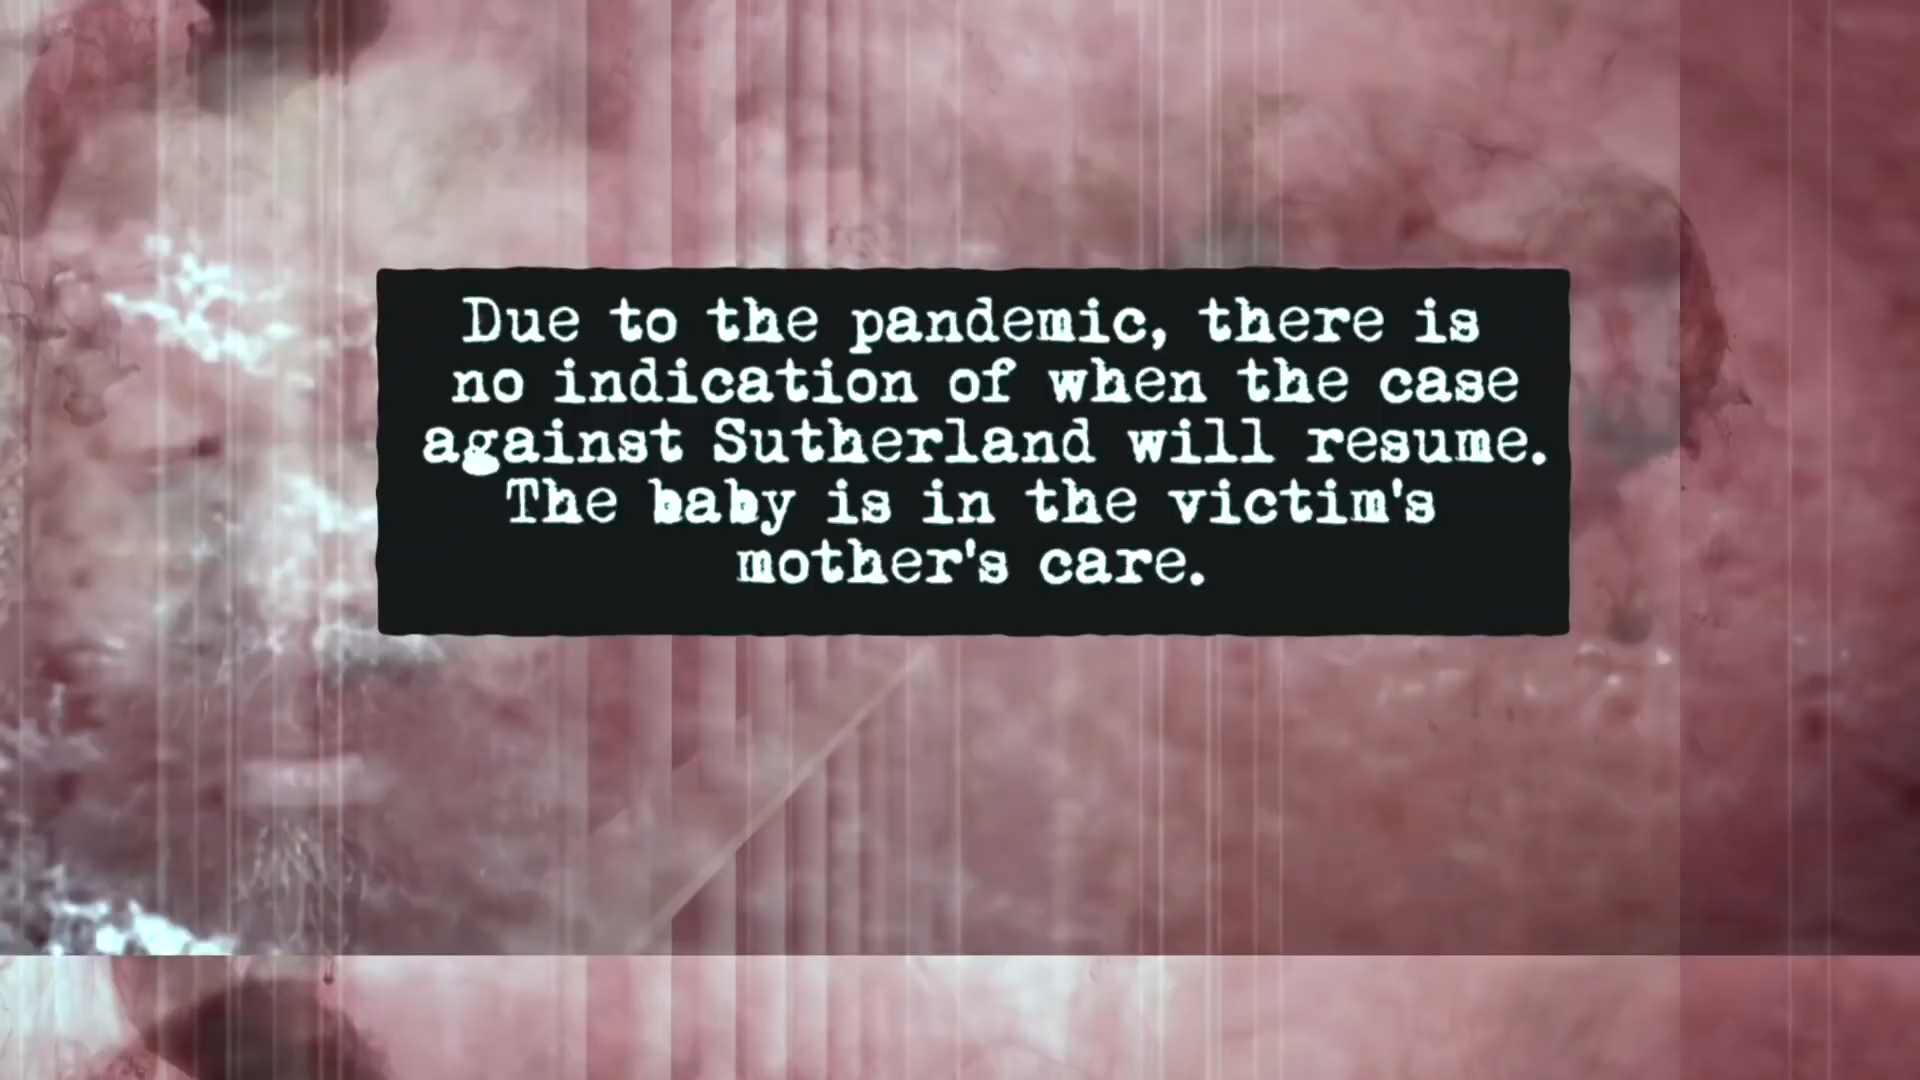 Due to the pandemic, there is
no indication of when the case
against Sutherland will resume.
The baby is in the victim's
mother's care.